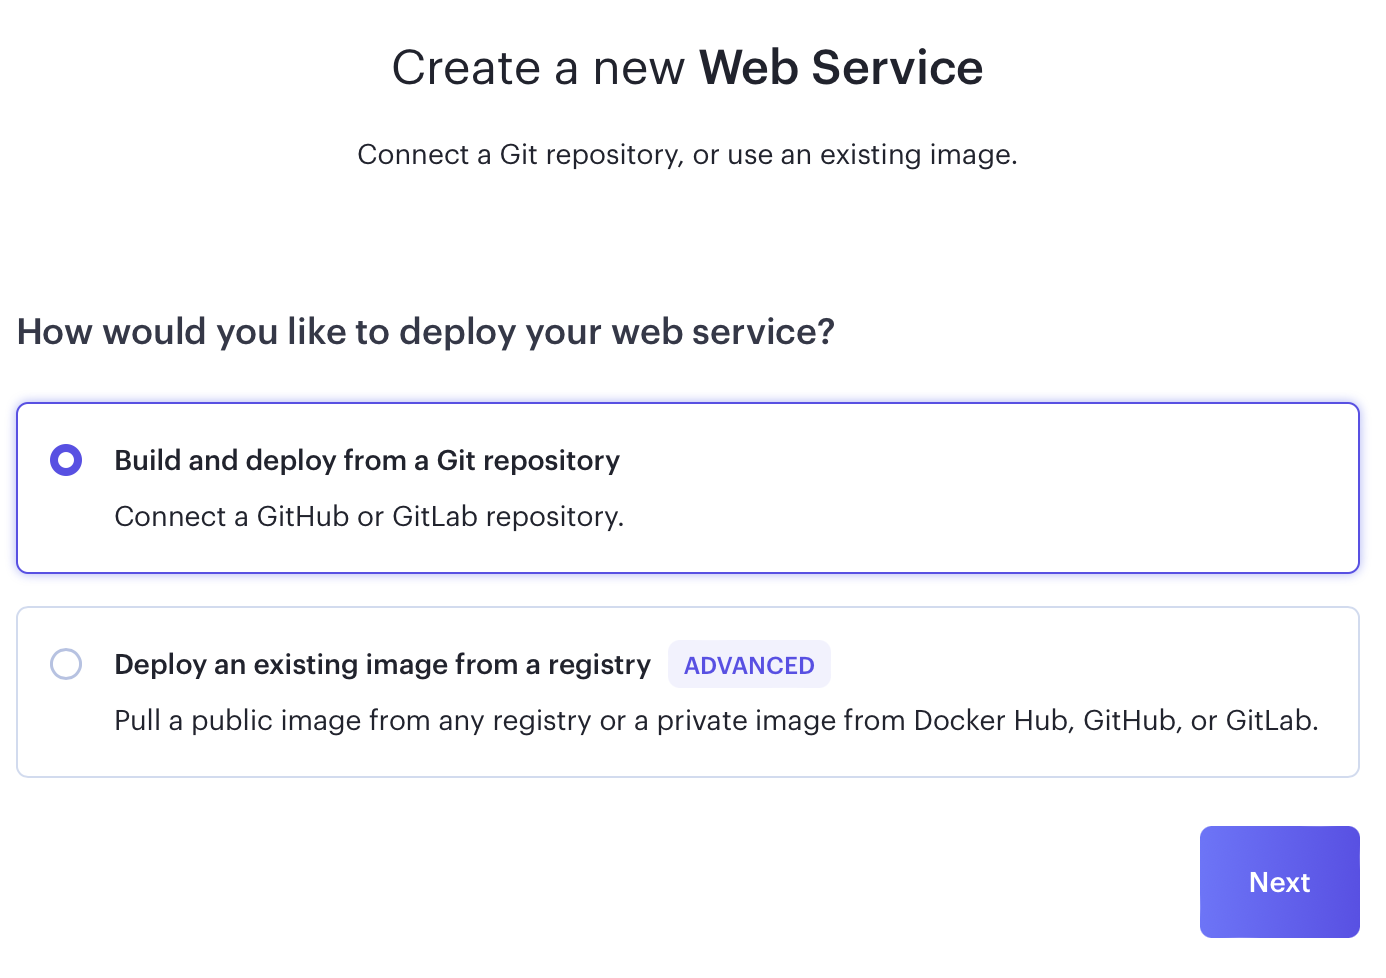 Create a new Web Service
Connect a Git repository, or use an existing image.
How would you like to deploy your web service?
Build and deploy from a Git repository
Connect a GitHub or GitLab repository.
Deploy an existing image from a registry ADVANCED
Pull a public image from any registry or a private image from Docker Hub, GitHub, or GitLab.
Next